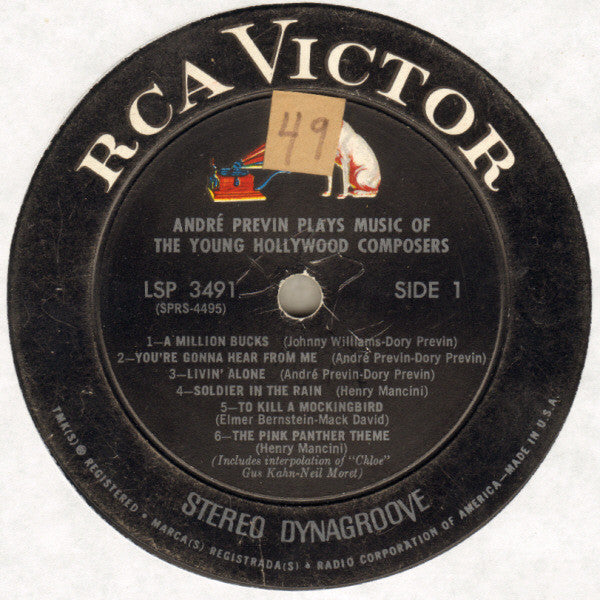 RCA VICTOR
49
ANDRÉ PREVIN PLAYS MUSIC OF
THE YOUNG HOLLYWOOD COMPOSERS
LSP 3491
(SPRS-4495)
SIDE 1
1—A MILLION BUCKS (Johnny Williams-Dory Previn)
2—YOU'RE GONNA HEAR FROM ME (André Previn-Dory Previn)
3—LIVIN' ALONE (André Previn-Dory Previn)
4—SOLDIER IN THE RAIN (Henry Mancini)
5—TO KILL A MOCKINGBIRD
(Elmer Bernstein-Mack David)
6—THE PINK PANTHER THEME
(Henry Mancini)
(Includes interpolation of "Chloe"
Gus Kahn-Neil Moret)
STEREO DYNAGROOVE
TMK(S) ® REGISTERED • MARCA(S) REGISTRADA(S) • RADIO CORPORATION OF AMERICA—MADE IN U.S.A.